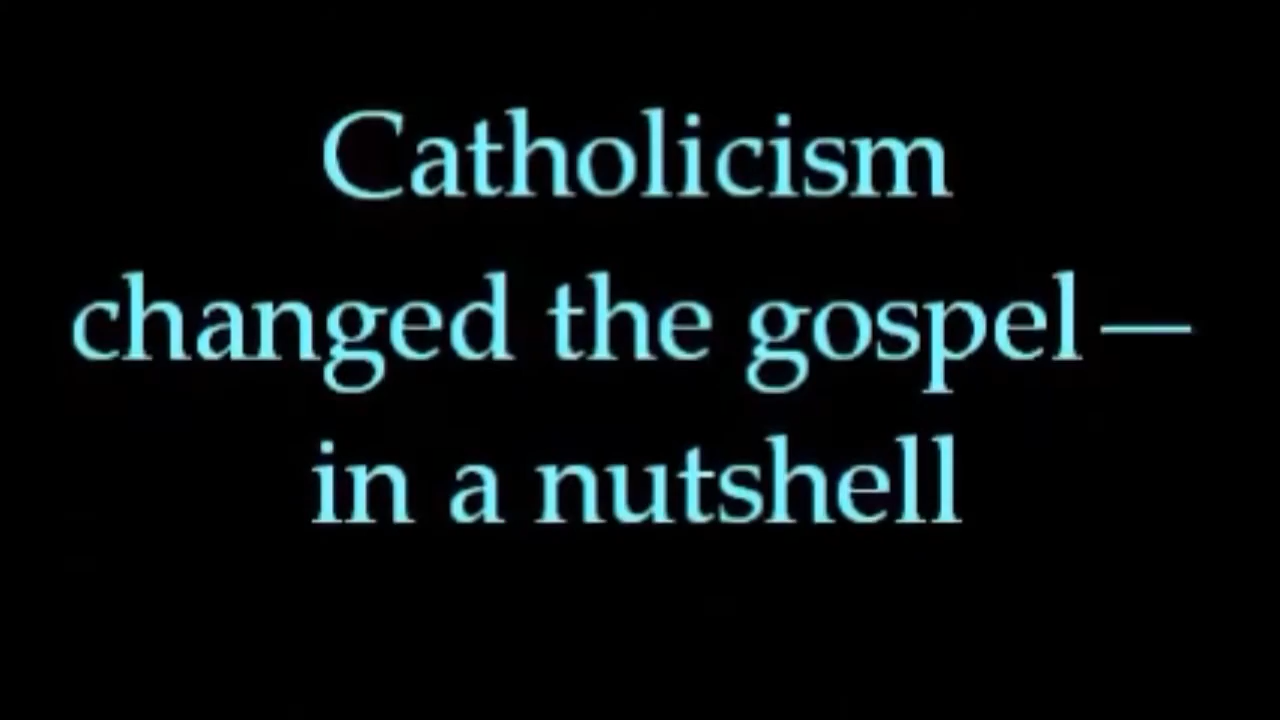 Catholicism
changed the gospel—
in a nutshell